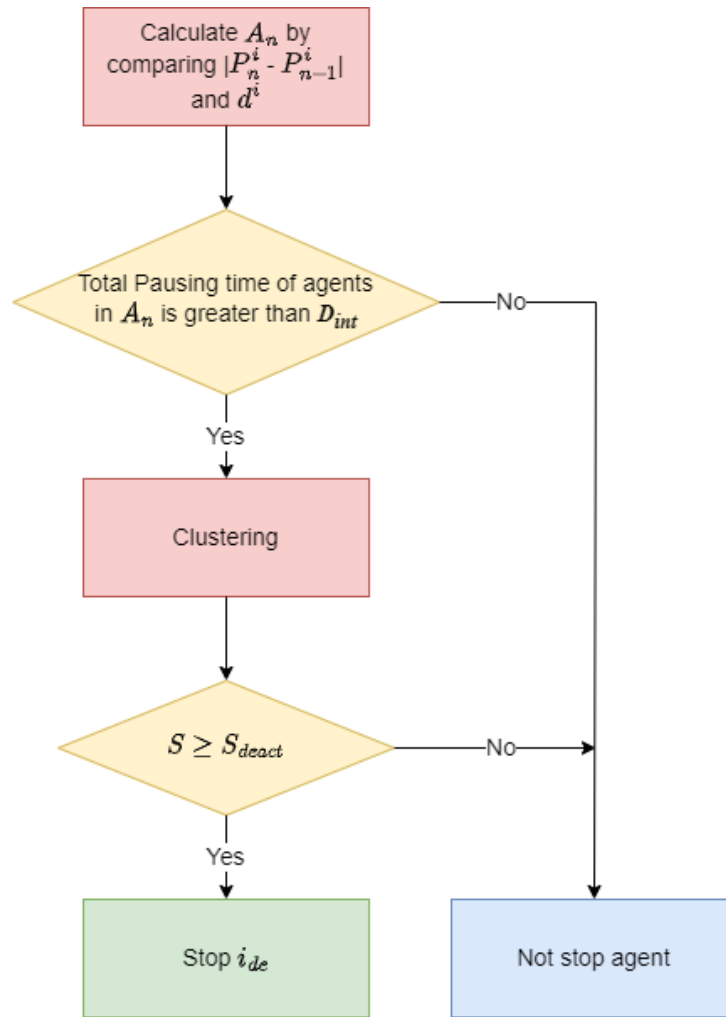 Calculate $A_n$ by
comparing $|P_n^i$ - $P_{n-1}^i|$
and $d^i$
Total Pausing time of agents
in $A_n$ is greater than $D_{int}$
No
Yes
Clustering
$S \geq S_{deact}$
No
Yes
Stop $i_{de}$
Not stop agent